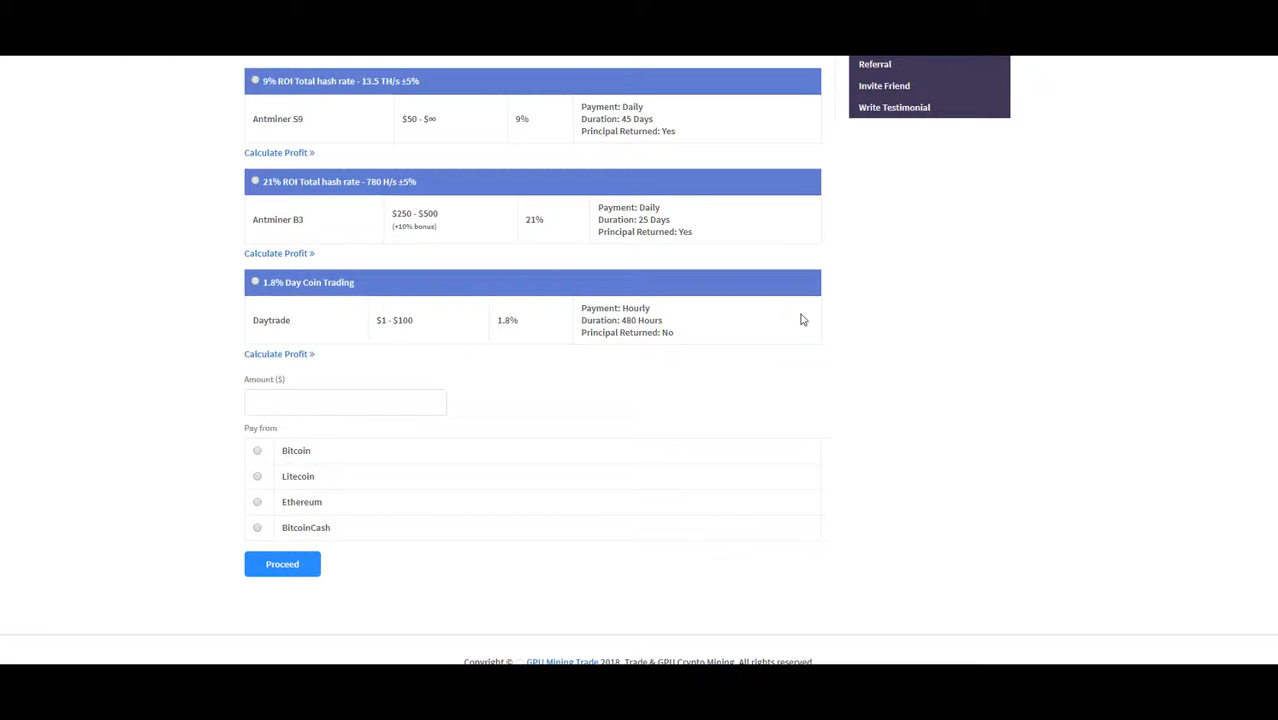 Referral
Invite Friend
Write Testimonial
9% ROI Total hash rate - 13.5 TH/s ±5%
Antminer S9
$50 - $∞
9%
Payment: Daily
Duration: 45 Days
Principal Returned: Yes
Calculate Profit »
21% ROI Total hash rate - 780 H/s ±5%
Antminer B3
$250 - $500
(+10% bonus)
21%
Payment: Daily
Duration: 25 Days
Principal Returned: Yes
Calculate Profit »
1.8% Day Coin Trading
Daytrade
$1 - $100
1.8%
Payment: Hourly
Duration: 480 Hours
Principal Returned: No
Calculate Profit »
Amount ($)
Pay from
Bitcoin
Litecoin
Ethereum
BitcoinCash
Proceed
Copyright © GPU Mining Trade 2018. Trade & GPU Crypto Mining. All rights reserved